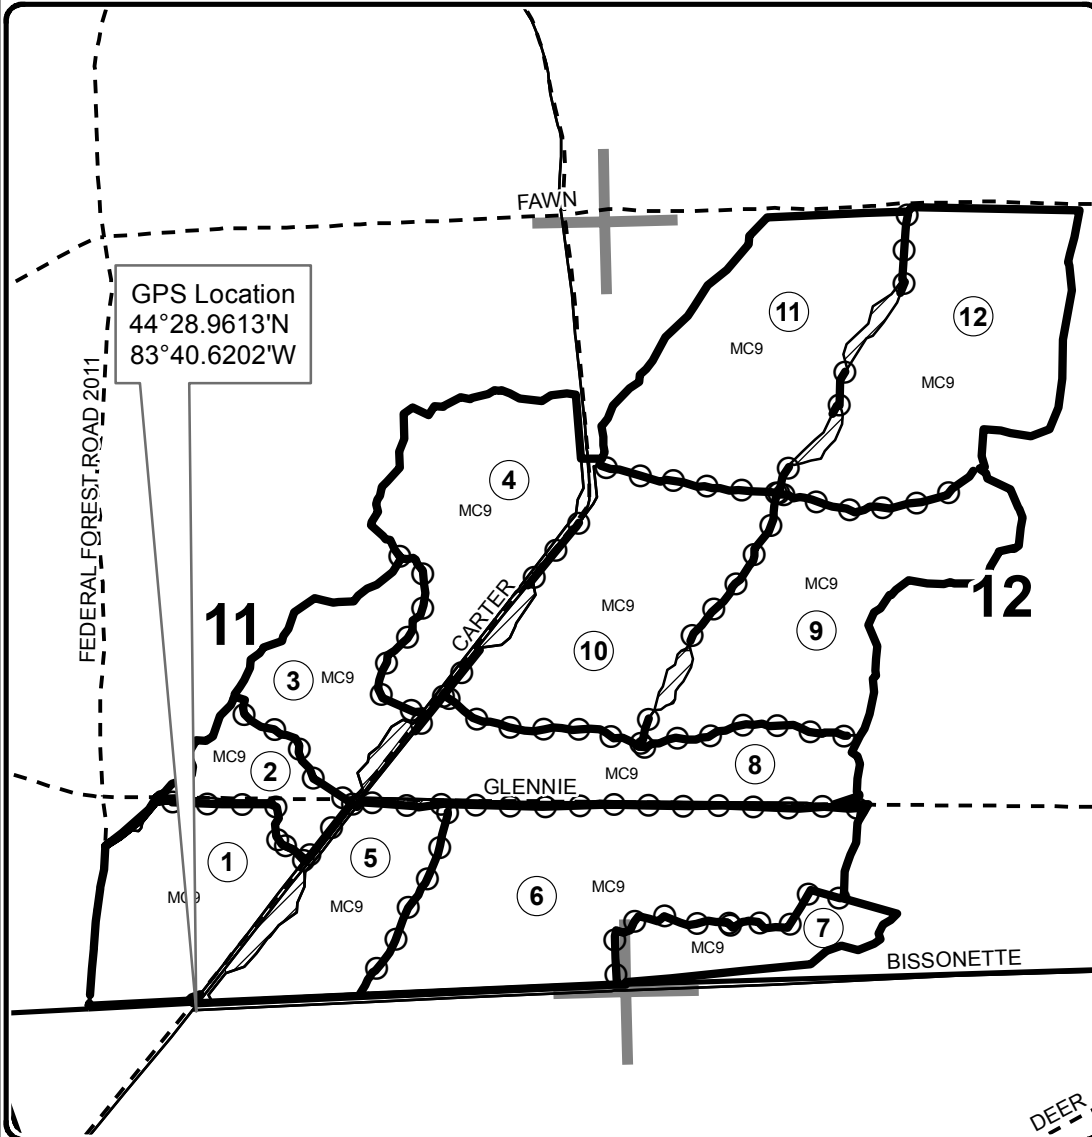 FAWN
GPS Location
44°28.9613'N
83°40.6202'W
FEDERAL FOREST ROAD 2011
11
MC9
12
MC9
4
MC9
CARTER
11
12
MC9
10
MC9
9
3
MC9
MC9
2
8
MC9
GLENNIE
1
MC9
5
MC9
6
MC9
7
MC9
BISSONETTE
DEER